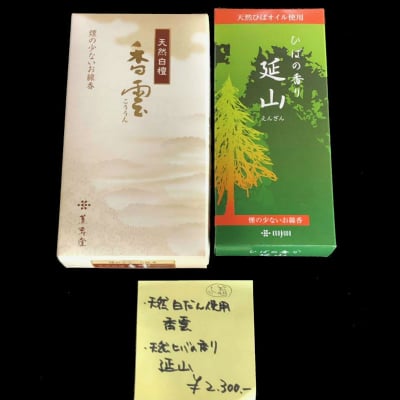 煙の少ないお線香
天然白檀
香雲
こううん
薫寿堂
天然ひばオイル使用
ひばの香り
延山
えんざん
煙の少ないお線香
・天然白だん使用
香雲
・天然ヒバの香り
延山
¥2.300.-